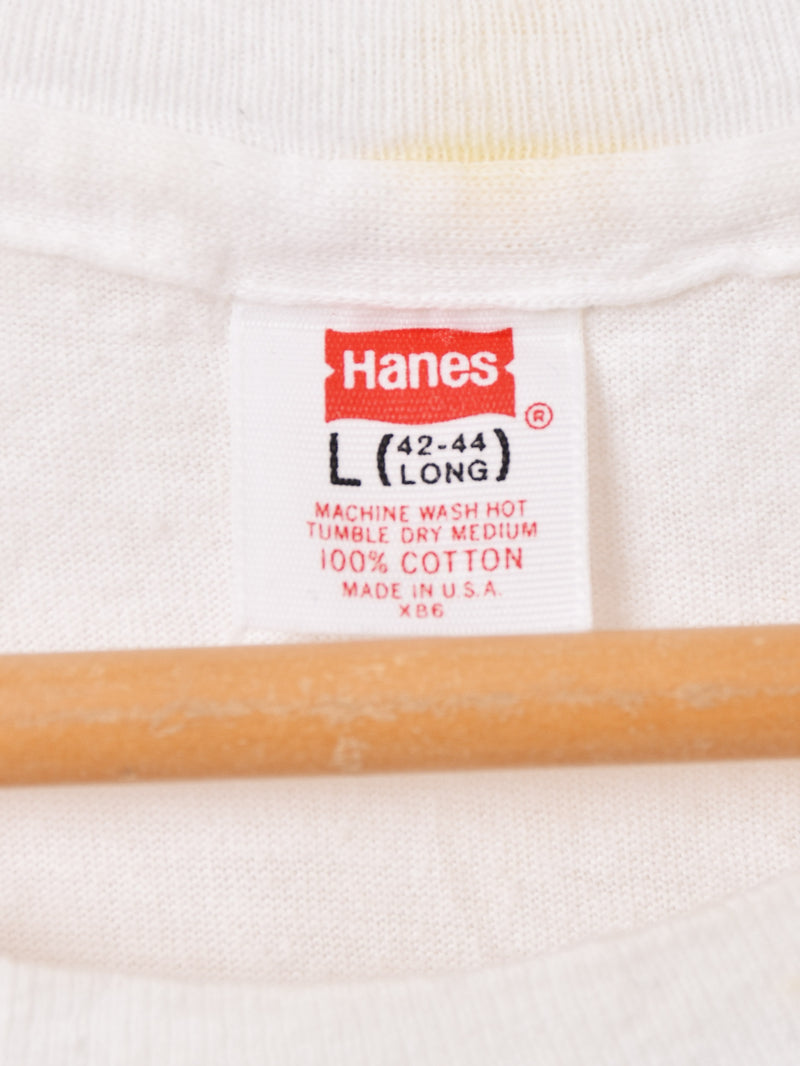 Hanes
®
L (42-44 LONG)
MACHINE WASH HOT
TUMBLE DRY MEDIUM
100% COTTON
MADE IN U.S.A.
XB6